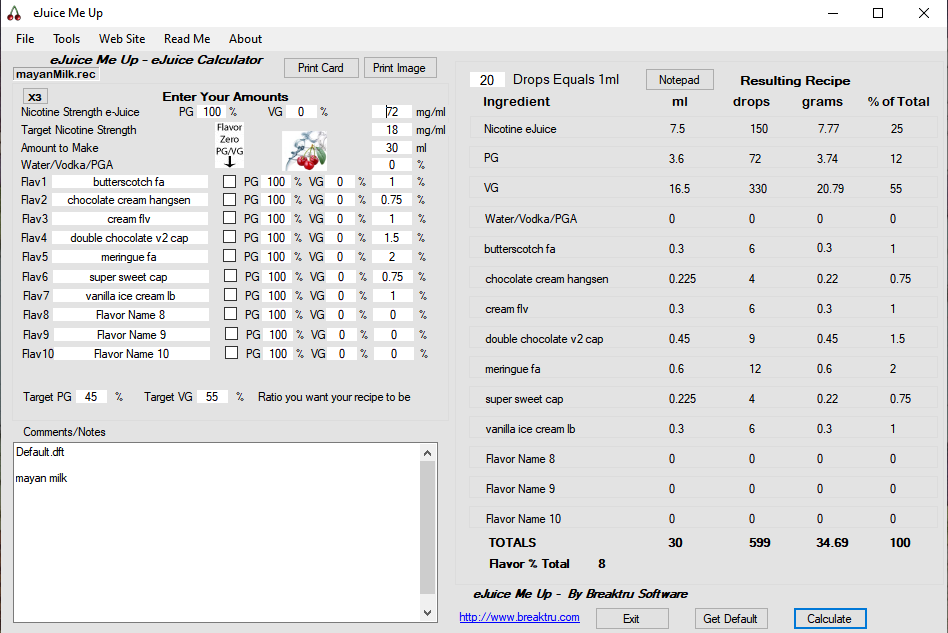 eJuice Me Up
File Tools Web Site Read Me About
eJuice Me Up - eJuice Calculator
mayanMilk.rec
Print Card Print Image
X3 Enter Your Amounts
Nicotine Strength e-Juice PG 100 % VG 0 % 72 mg/ml
Target Nicotine Strength 18 mg/ml
Amount to Make 30 ml
Water/Vodka/PGA 0 %
Flavor
Zero
PG/VG
Flav1 butterscotch fa PG 100 % VG 0 % 1 %
Flav2 chocolate cream hangsen PG 100 % VG 0 % 0.75 %
Flav3 cream flv PG 100 % VG 0 % 1 %
Flav4 double chocolate v2 cap PG 100 % VG 0 % 1.5 %
Flav5 meringue fa PG 100 % VG 0 % 2 %
Flav6 super sweet cap PG 100 % VG 0 % 0.75 %
Flav7 vanilla ice cream lb PG 100 % VG 0 % 1 %
Flav8 Flavor Name 8 PG 100 % VG 0 % 0 %
Flav9 Flavor Name 9 PG 100 % VG 0 % 0 %
Flav10 Flavor Name 10 PG 100 % VG 0 % 0 %
Target PG 45 % Target VG 55 % Ratio you want your recipe to be
Comments/Notes
Default.dft
mayan milk
20 Drops Equals 1ml Notepad Resulting Recipe
Ingredient ml drops grams % of Total
Nicotine eJuice 7.5 150 7.77 25
PG 3.6 72 3.74 12
VG 16.5 330 20.79 55
Water/Vodka/PGA 0 0 0 0
butterscotch fa 0.3 6 0.3 1
chocolate cream hangsen 0.225 4 0.22 0.75
cream flv 0.3 6 0.3 1
double chocolate v2 cap 0.45 9 0.45 1.5
meringue fa 0.6 12 0.6 2
super sweet cap 0.225 4 0.22 0.75
vanilla ice cream lb 0.3 6 0.3 1
Flavor Name 8 0 0 0 0
Flavor Name 9 0 0 0 0
Flavor Name 10 0 0 0 0
TOTALS 30 599 34.69 100
Flavor % Total 8
eJuice Me Up - By Breaktru Software
http://www.breaktru.com Exit Get Default Calculate